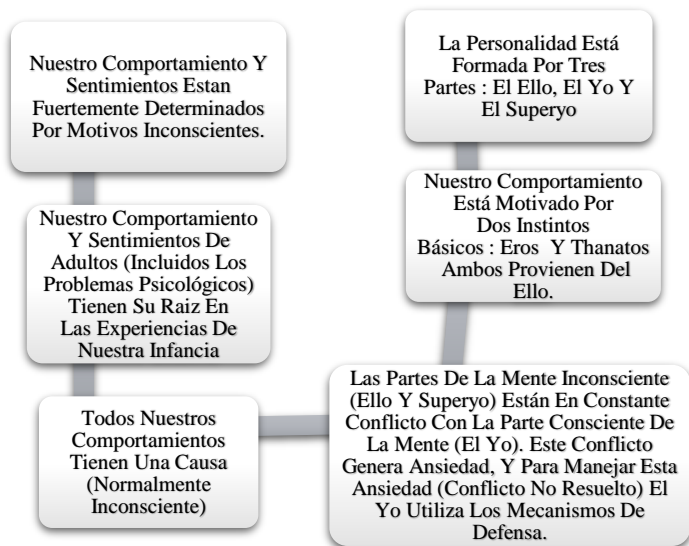 Nuestro Comportamiento Y
Sentimientos Estan
Fuertemente Determinados
Por Motivos Inconscientes.
Nuestro Comportamiento
Y Sentimientos De
Adultos (Incluidos Los
Problemas Psicológicos)
Tienen Su Raiz En
Las Experiencias De
Nuestra Infancia
Todos Nuestros
Comportamientos
Tienen Una Causa
(Normalmente
Inconsciente)
Las Partes De La Mente Inconsciente
(Ello Y Superyo) Están En Constante
Conflicto Con La Parte Consciente De
La Mente (El Yo). Este Conflicto
Genera Ansiedad, Y Para Manejar Esta
Ansiedad (Conflicto No Resuelto) El
Yo Utiliza Los Mecanismos De
Defensa.
Nuestro Comportamiento
Está Motivado Por
Dos Instintos
Básicos : Eros Y Thanatos
Ambos Provienen Del
Ello.
La Personalidad Está
Formada Por Tres
Partes : El Ello, El Yo Y
El Superyo